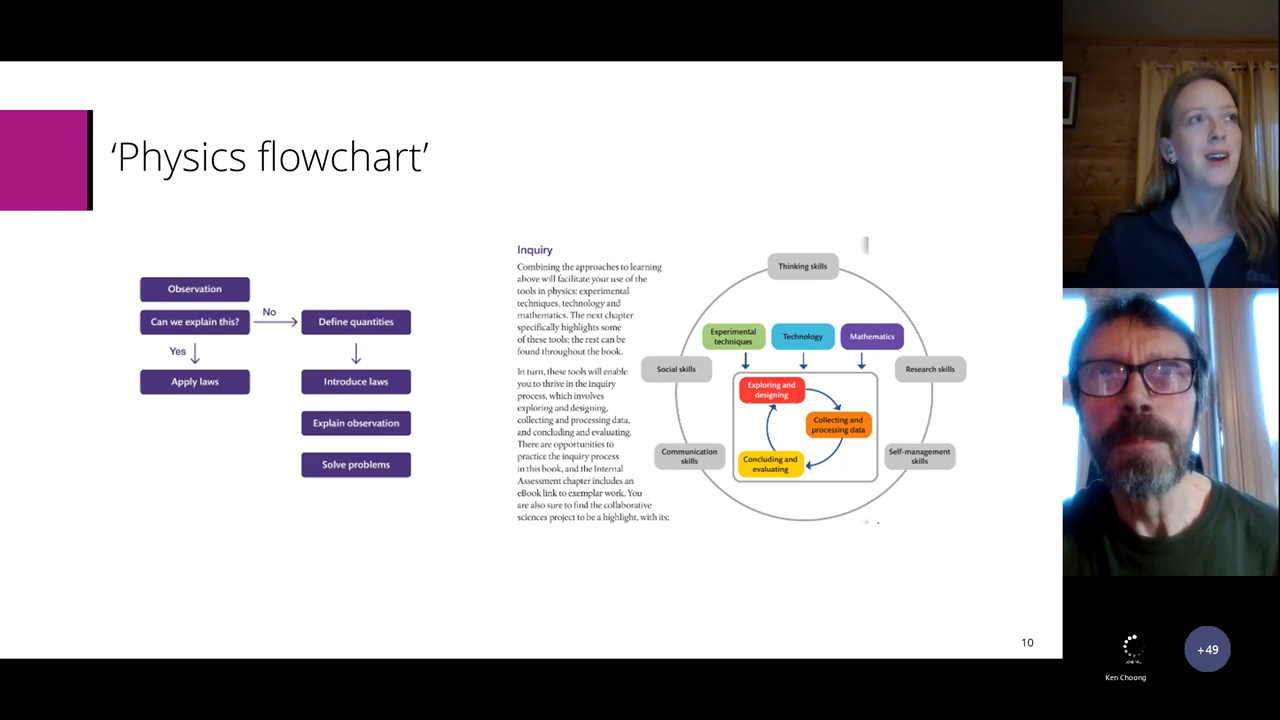 ‘Physics flowchart’
Observation
Can we explain this?
No
Define quantities
Yes
Apply laws
Introduce laws
Explain observation
Solve problems
Inquiry
Combining the approaches to learning
above will facilitate your use of the
tools in physics: experimental
techniques, technology and
mathematics. The next chapter
specifically highlights some
of these tools; the rest can be
found throughout the book.
In turn, these tools will enable
you to thrive in the inquiry
process, which involves
exploring and designing,
collecting and processing data,
and concluding and evaluating.
There are opportunities to
practice the inquiry process
in this book, and the Internal
Assessment chapter includes an
eBook link to exemplar work. You
are also sure to find the collaborative
sciences project to be a highlight, with its:
Thinking skills
Experimental
techniques
Technology
Mathematics
Social skills
Research skills
Exploring and
designing
Collecting and
processing data
Concluding and
evaluating
Communication
skills
Self-management
skills
10
+49
Ken Choong